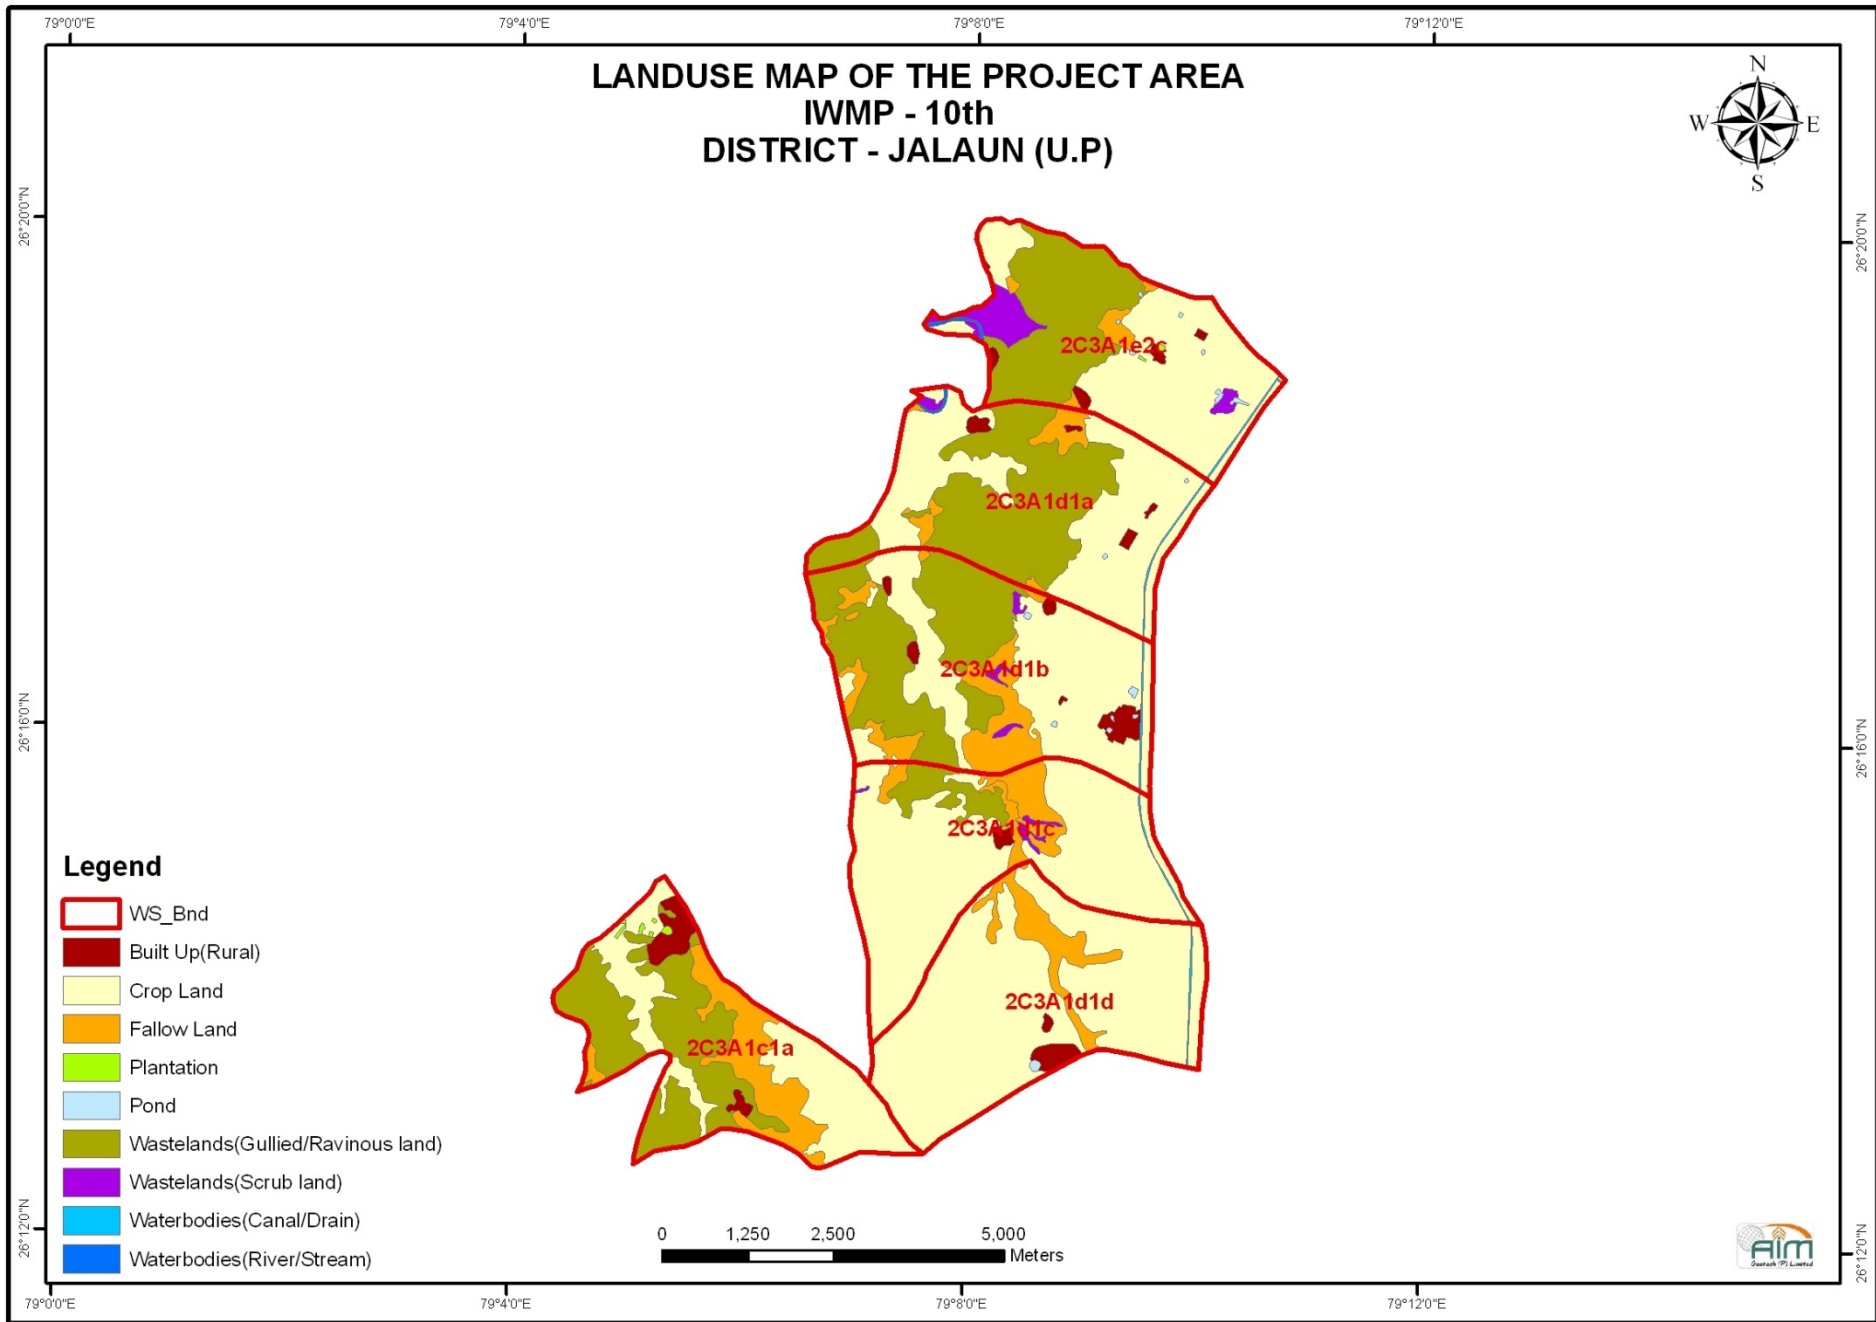 79°0'0"E 79°4'0"E 79°8'0"E 79°12'0"E
LANDUSE MAP OF THE PROJECT AREA
IWMP - 10th
DISTRICT - JALAUN (U.P)
N
W E
S
26°20'0"N 26°20'0"N
2C3A1e2c
2C3A1d1a
2C3A1d1b
26°16'0"N 26°16'0"N
2C3A1d1c
2C3A1d1d
2C3A1c1a
Legend
WS_Bnd
Built Up(Rural)
Crop Land
Fallow Land
Plantation
Pond
Wastelands(Gullied/Ravinous land)
Wastelands(Scrub land)
Waterbodies(Canal/Drain)
Waterbodies(River/Stream)
0 1,250 2,500 5,000
Meters
26°12'0"N 26°12'0"N
AIM
Geotech (P) Limited
79°0'0"E 79°4'0"E 79°8'0"E 79°12'0"E